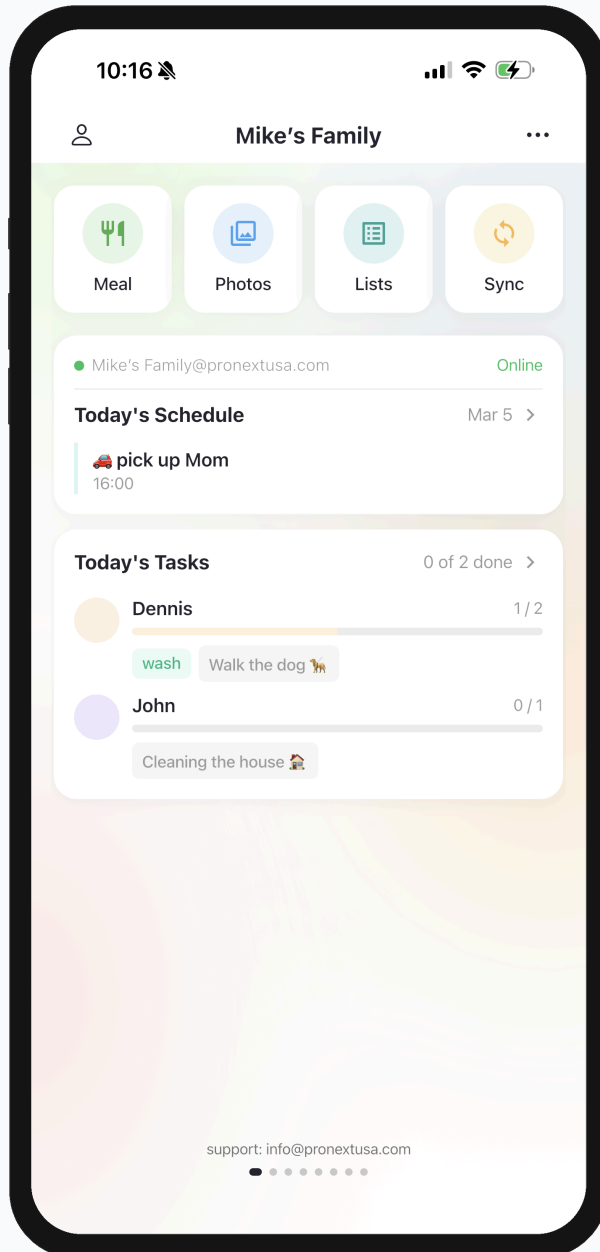 10:16
Mike's Family
Meal Photos Lists Sync
Mike's Family@pronextusa.com Online
Today's Schedule Mar 5
pick up Mom
16:00
Today's Tasks 0 of 2 done
Dennis 1 / 2
wash Walk the dog
John 0 / 1
Cleaning the house
support: info@pronextusa.com